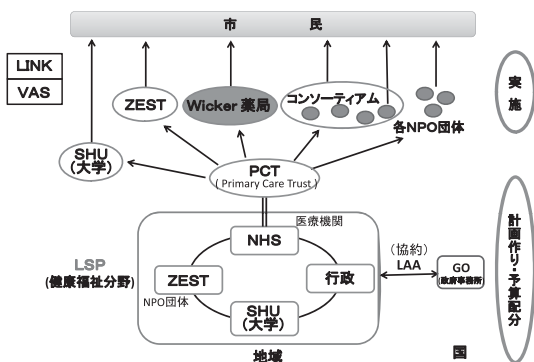 市 民
LINK
VAS
ZEST
Wicker 薬局
コンソーティアム
各NPO団体
実施
SHU
(大学)
PCT
( Primary Care Trust )
医療機関
NHS
LSP
(健康福祉分野)
ZEST
NPO団体
行政
SHU
(大学)
(協約)
LAA
GO
(政府事務所)
計画作り・予算配分
地域
国